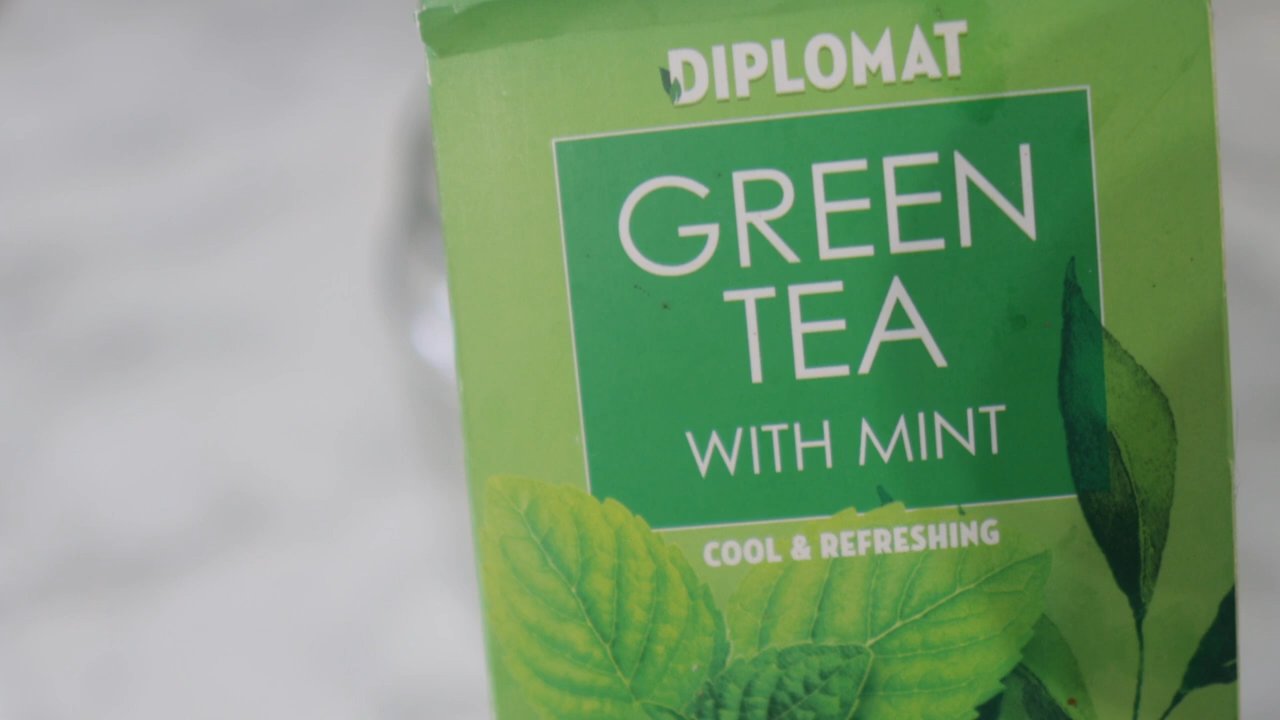 DIPLOMAT
GREEN
TEA
WITH MINT
COOL & REFRESHING